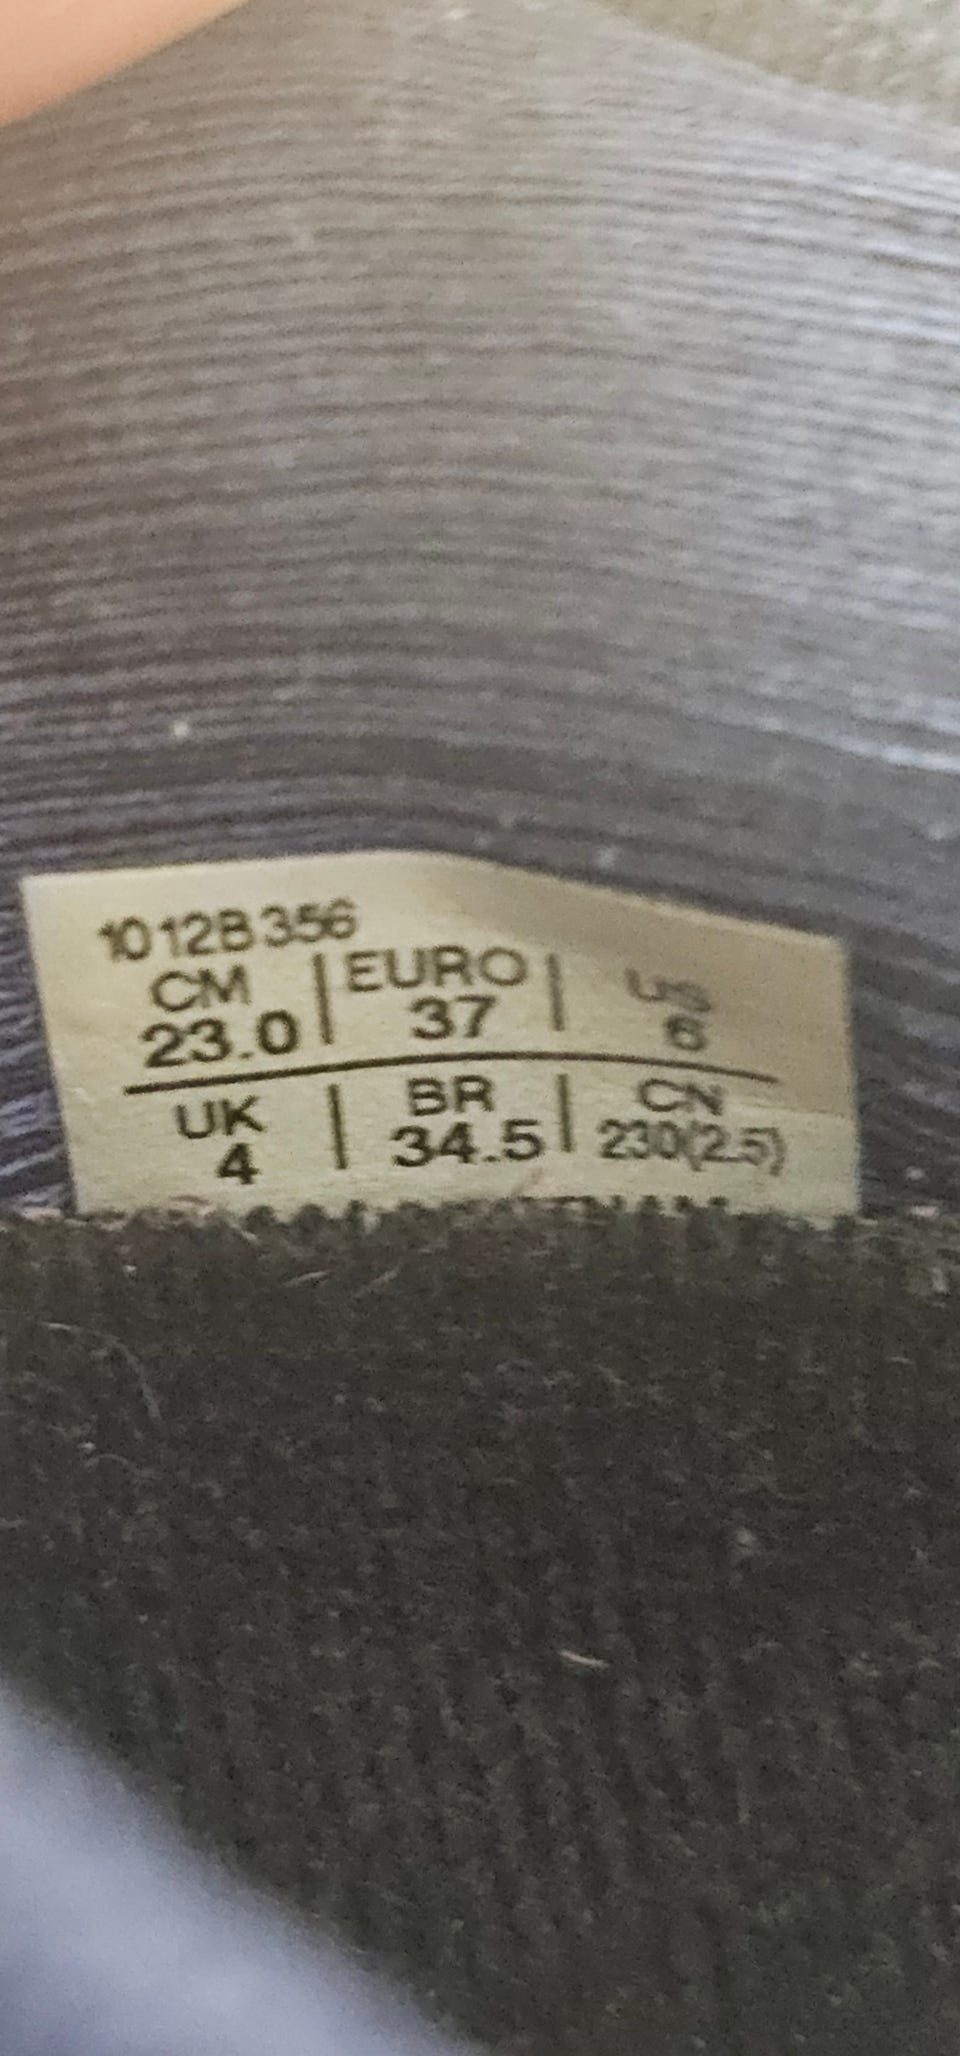 1012B356
CM | EURO | US
23.0 | 37 | 6
UK | BR | CN
4 | 34.5 | 230(2.5)